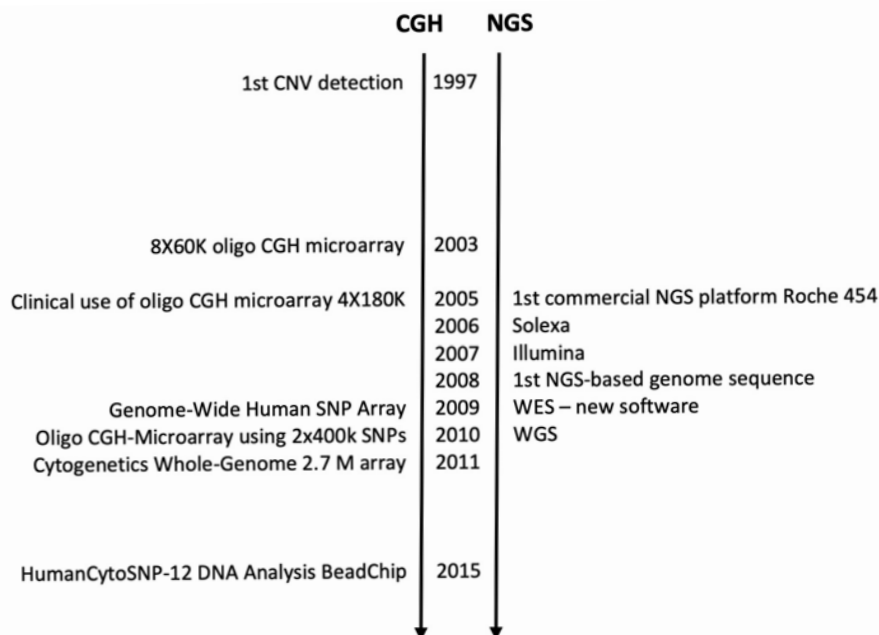 CGH NGS
1st CNV detection 1997
8X60K oligo CGH microarray 2003
Clinical use of oligo CGH microarray 4X180K 2005 1st commercial NGS platform Roche 454
2006 Solexa
2007 Illumina
2008 1st NGS-based genome sequence
Genome-Wide Human SNP Array 2009 WES – new software
Oligo CGH-Microarray using 2x400k SNPs 2010 WGS
Cytogenetics Whole-Genome 2.7 M array 2011
HumanCytoSNP-12 DNA Analysis BeadChip 2015